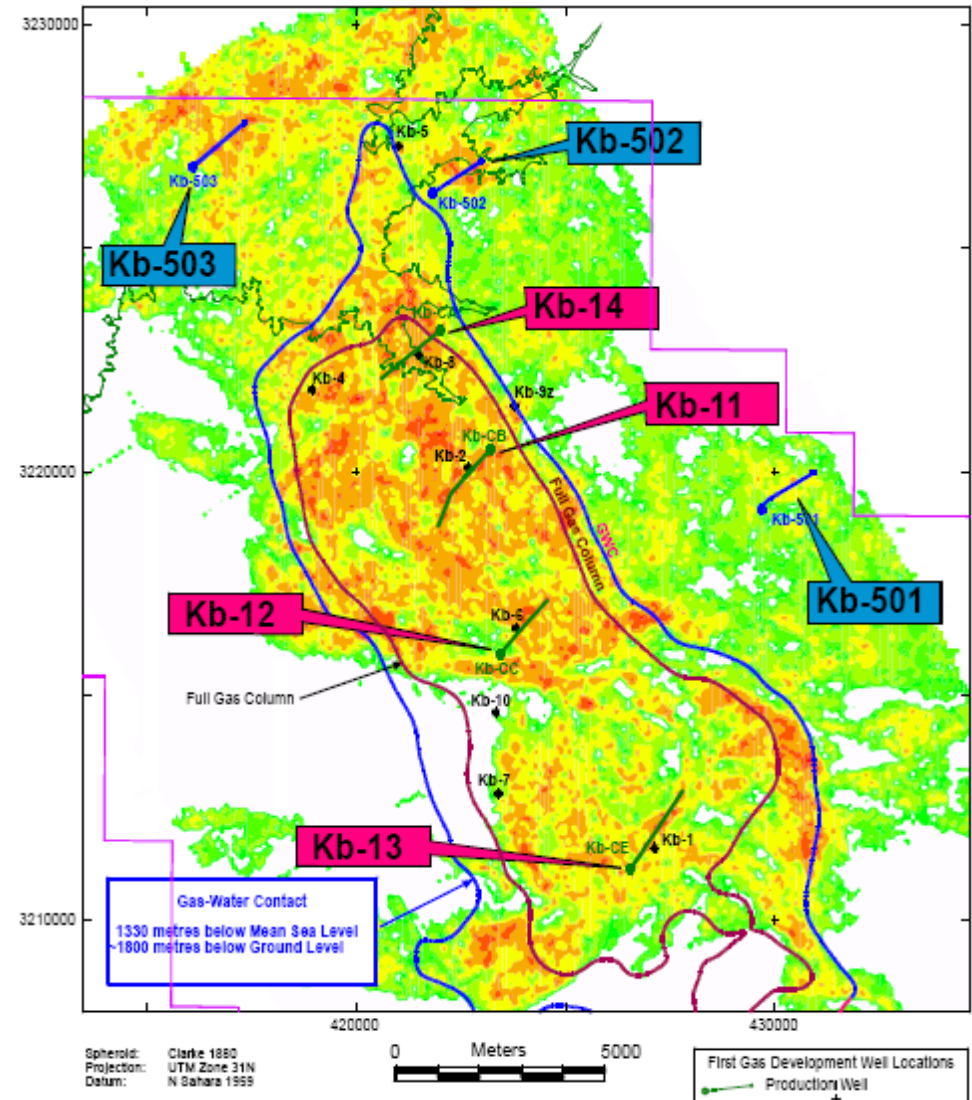 3230000
Kb-5
Kb-502
Kb-503
Kb-502
Kb-503
Kb-14
Kb-CA
Kb-8
Kb-4
Kb-9z
Kb-11
Kb-CB
Kb-2
3220000
Full Gas Column
GWC
Kb-501
Kb-501
Kb-12
Kb-6
Kb-CC
Full Gas Column
Kb-10
Kb-7
Kb-13
Kb-CE
Kb-1
Gas-Water Contact
1330 metres below Mean Sea Level
~1800 metres below Ground Level
3210000
420000
430000
Spheroid: Clarke 1880
Projection: UTM Zone 31N
Datum: N Sahara 1959
0 Meters 5000
First Gas Development Well Locations
Production Well